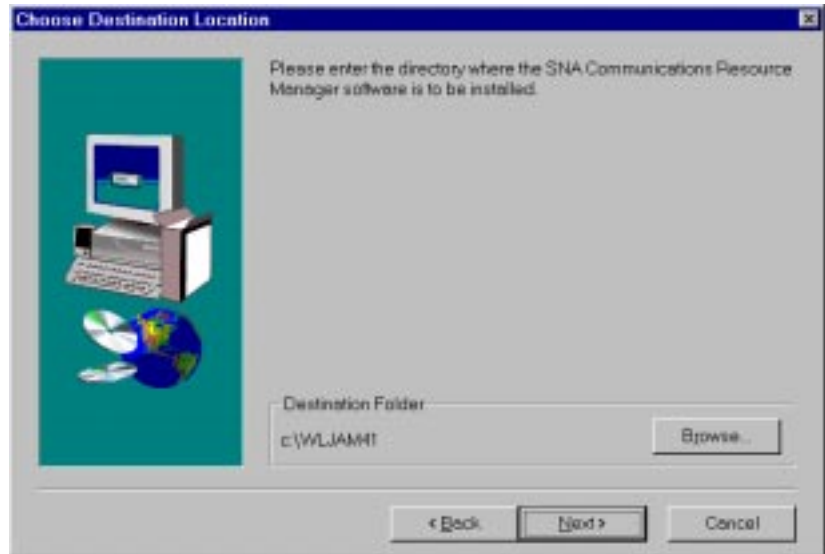 Choose Destination Location
Please enter the directory where the SNA Communications Resource
Manager software is to be installed.
Destination Folder
c:\WLJAM41
Browse...
< Back
Next >
Cancel